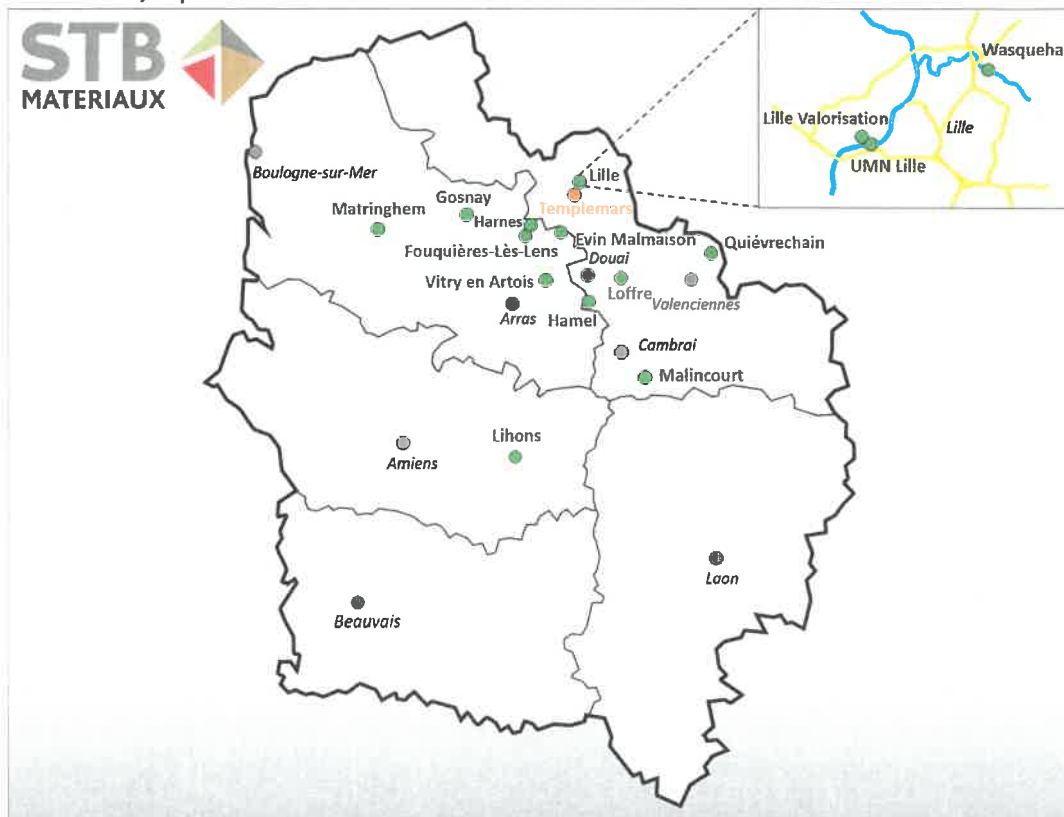 STB
MATERIAUX
Wasqueha
Lille Valorisation
Lille
UMN Lille
Boulogne-sur-Mer
Lille
Gosnay
Templemars
Matringhem
Harnes
Evin Malmaison
Quiévrechain
Fouquières-Lès-Lens
Douai
Vitry en Artois
Loffre
Valenciennes
Arras
Hamel
Cambrai
Malincourt
Lihons
Amiens
Laon
Beauvais